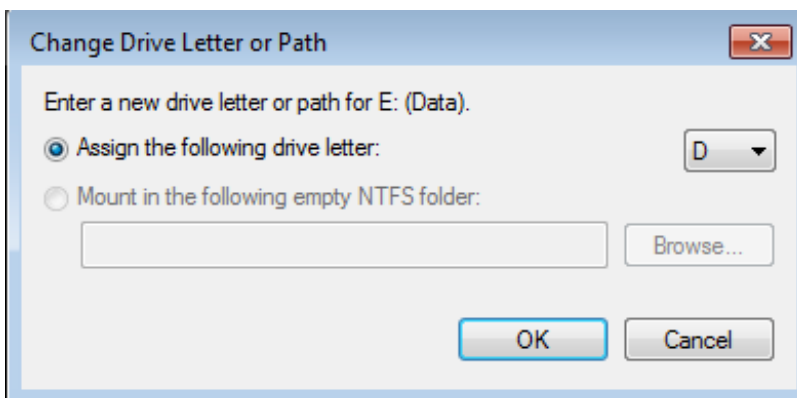 Change Drive Letter or Path
Enter a new drive letter or path for E: (Data).
Assign the following drive letter: D
Mount in the following empty NTFS folder:
Browse...
OK Cancel